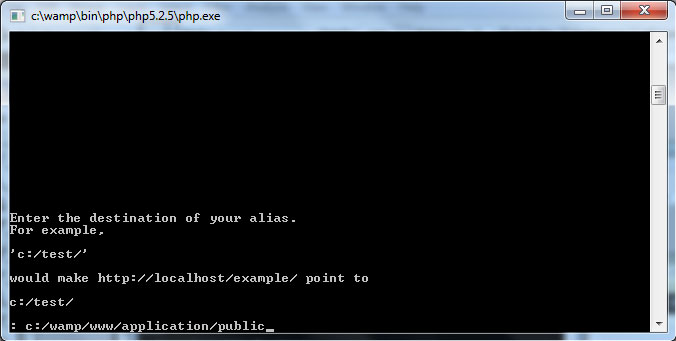 c:\wamp\bin\php\php5.2.5\php.exe
Enter the destination of your alias.
For example,
'c:/test/'
would make http://localhost/example/ point to
c:/test/
: c:/wamp/www/application/public_